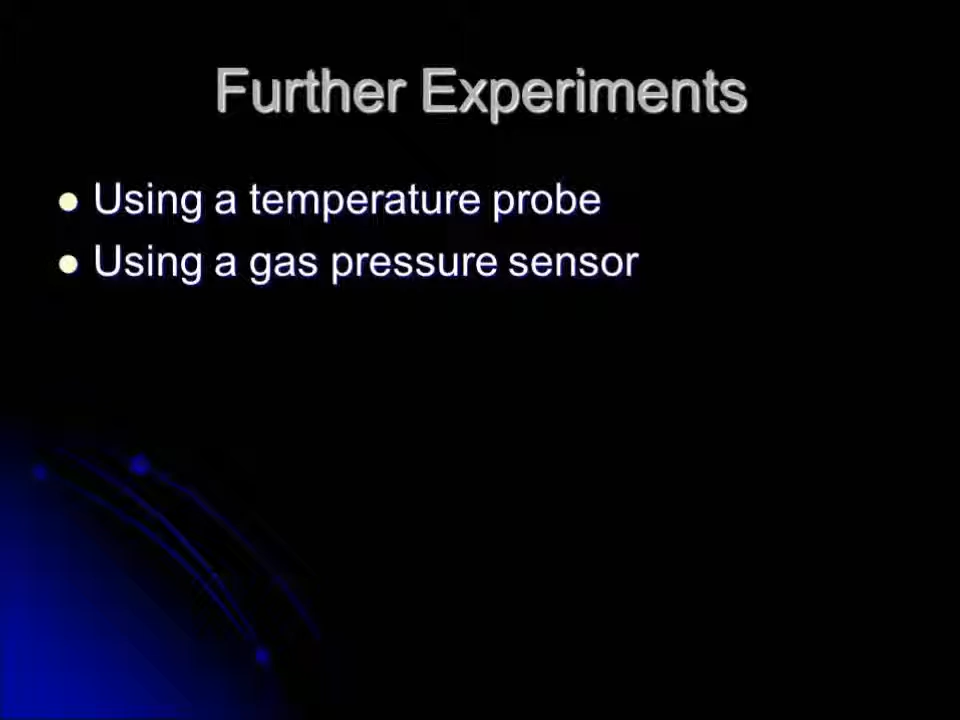 Further Experiments
Using a temperature probe
Using a gas pressure sensor